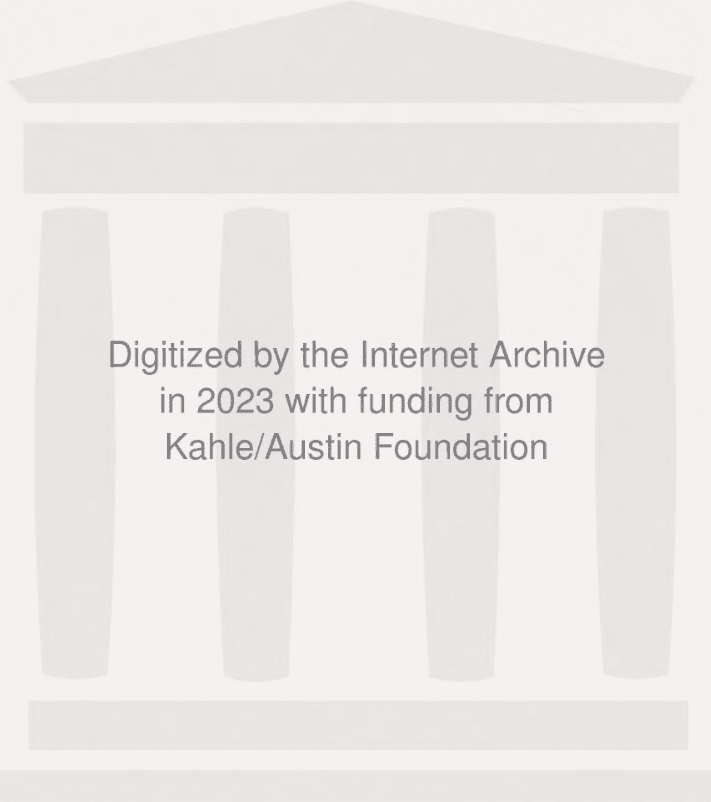 Digitized by the Internet Archive
in 2023 with funding from
Kahle/Austin Foundation